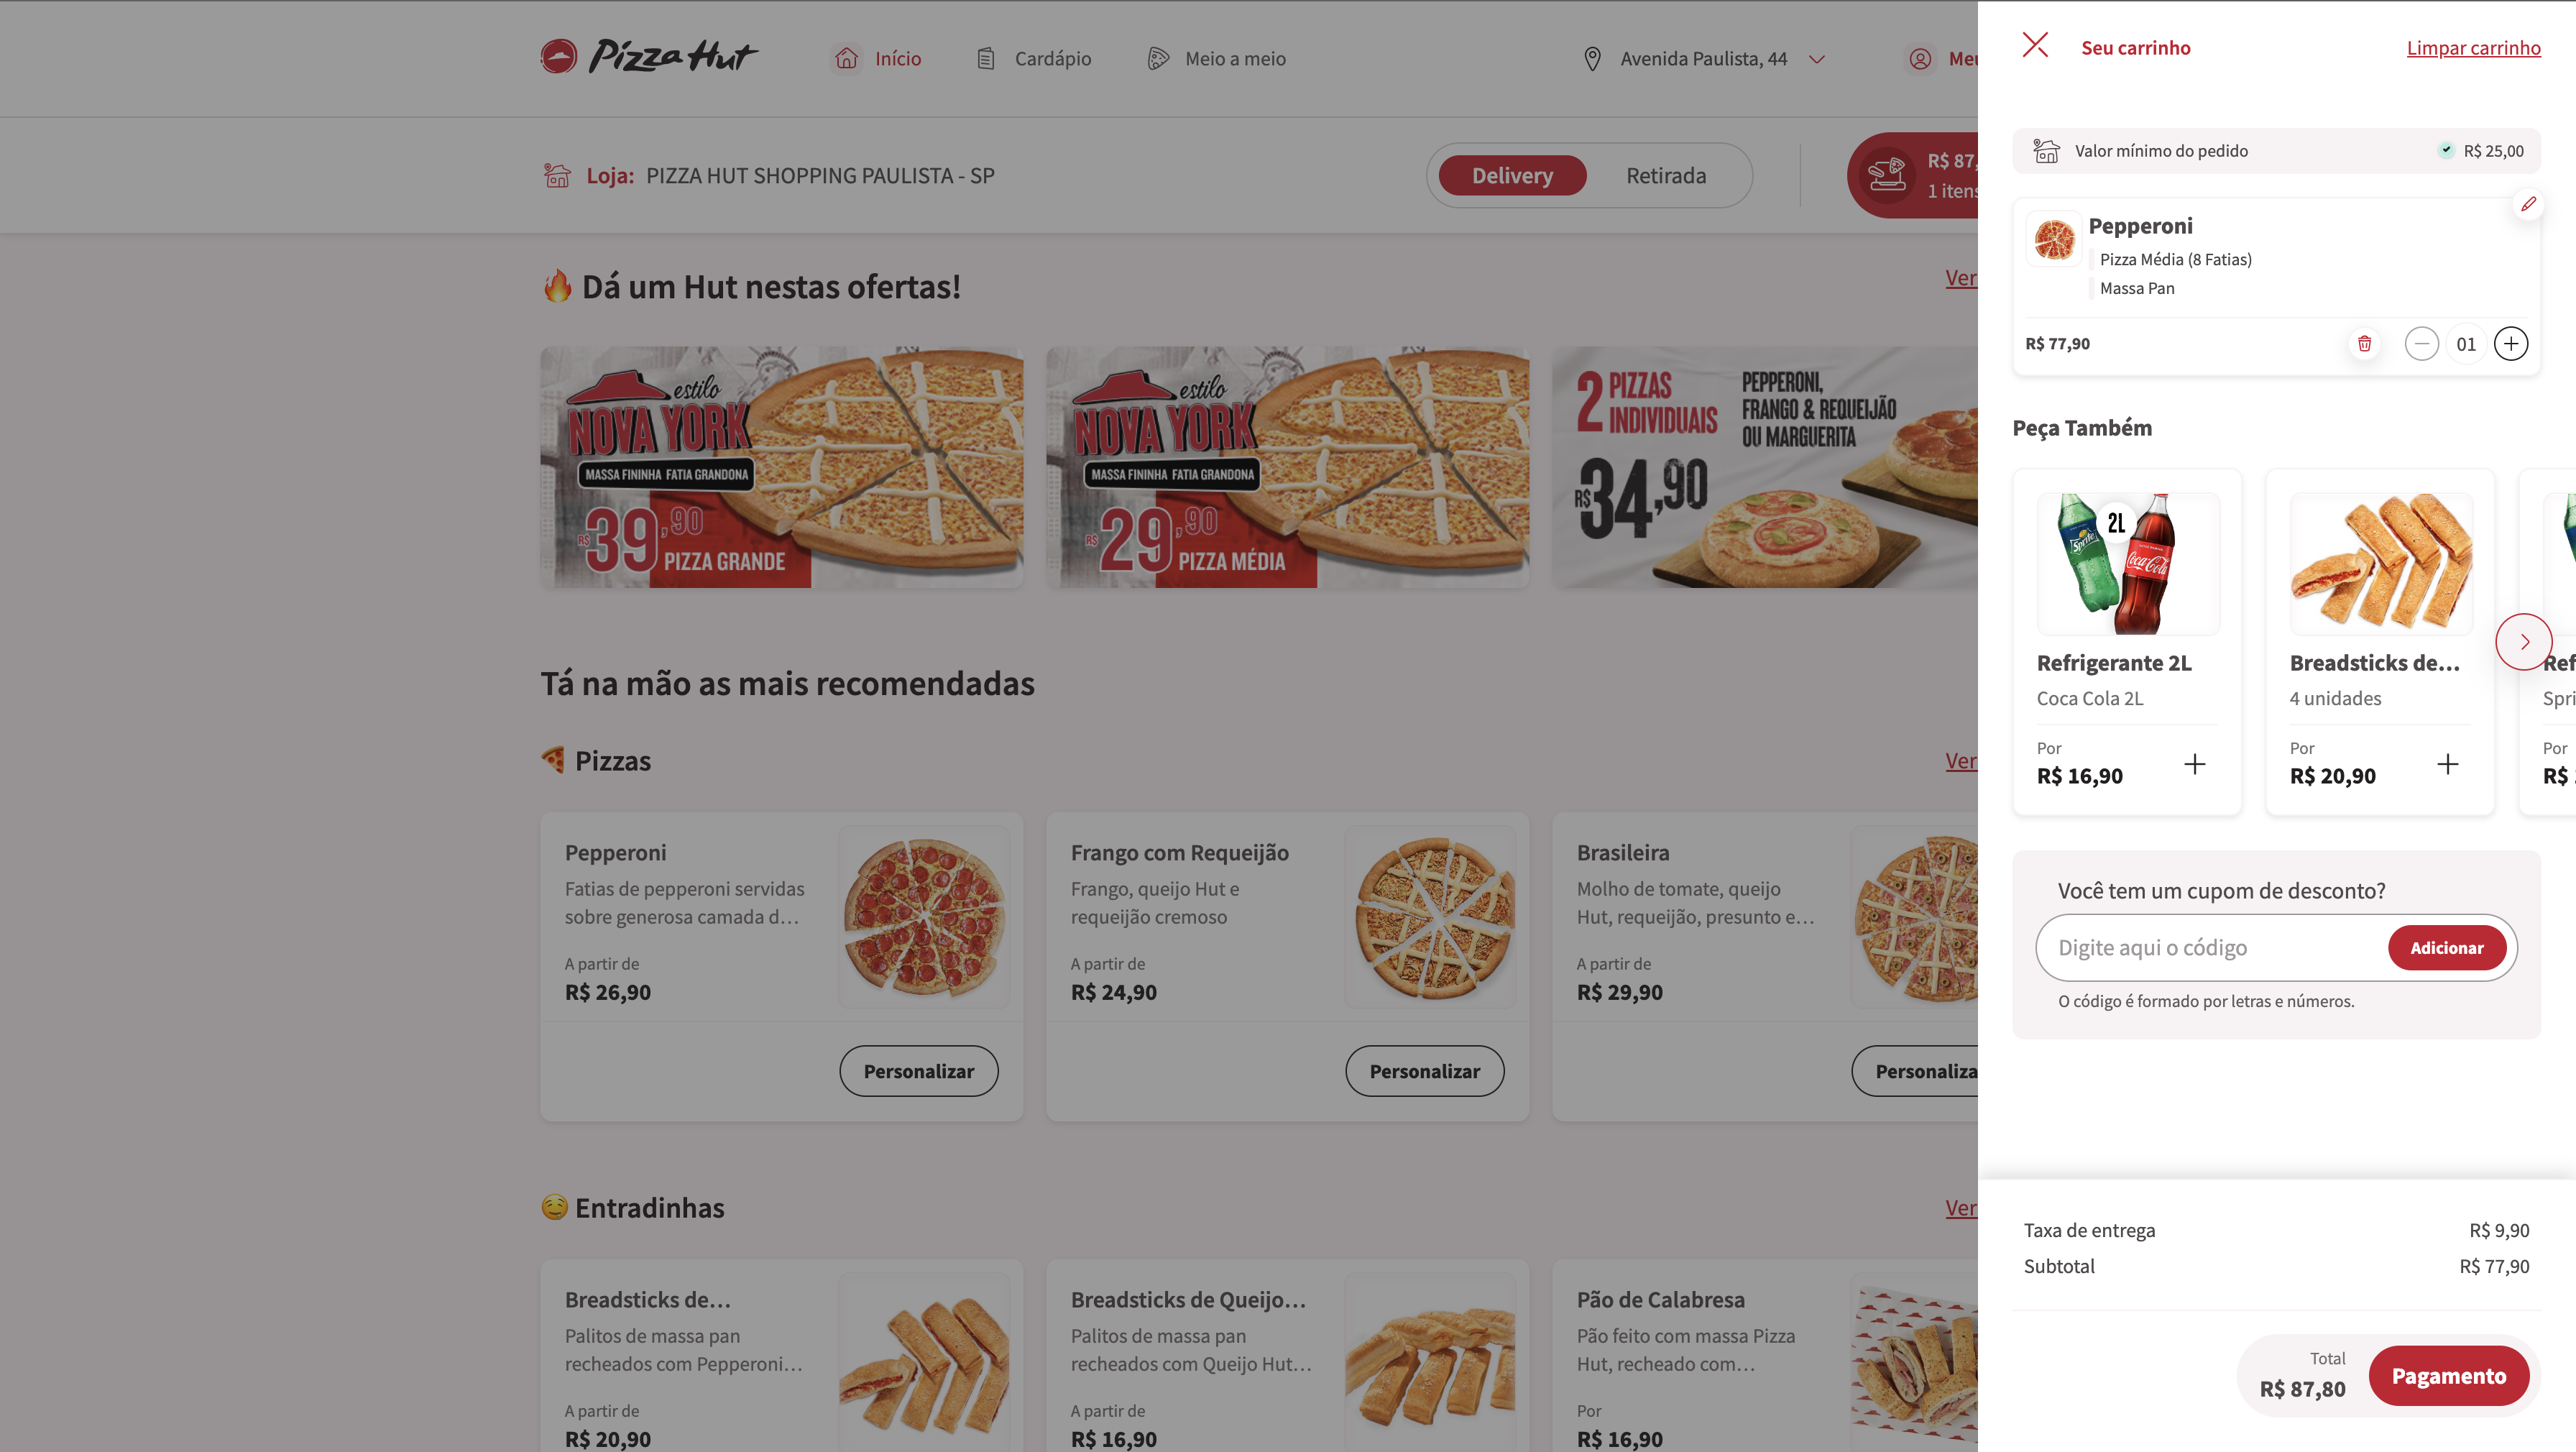 Pizza Hut
Início
Cardápio
Meio a meio
Avenida Paulista, 44
Loja: PIZZA HUT SHOPPING PAULISTA - SP
Delivery
Retirada
R$ 87,
1 itens
🔥 Dá um Hut nestas ofertas!
Ver
estilo
NOVA YORK
MASSA FININHA FATIA GRANDONA
R$ 39,90
PIZZA GRANDE
estilo
NOVA YORK
MASSA FININHA FATIA GRANDONA
R$ 29,90
PIZZA MÉDIA
2 PIZZAS
INDIVIDUAIS
R$ 34,90
PEPPERONI,
FRANGO & REQUEIJÃO
OU MARGUERITA
Tá na mão as mais recomendadas
🍕 Pizzas
Ver
Pepperoni
Fatias de pepperoni servidas
sobre generosa camada d...
A partir de
R$ 26,90
Personalizar
Frango com Requeijão
Frango, queijo Hut e
requeijão cremoso
A partir de
R$ 24,90
Personalizar
Brasileira
Molho de tomate, queijo
Hut, requeijão, presunto e...
A partir de
R$ 29,90
Personaliza
🤤 Entradinhas
Ver
Breadsticks de...
Palitos de massa pan
recheados com Pepperoni...
A partir de
R$ 20,90
Breadsticks de Queijo...
Palitos de massa pan
recheados com Queijo Hut...
A partir de
R$ 16,90
Pão de Calabresa
Pão feito com massa Pizza
Hut, recheado com...
Por
R$ 16,90
Seu carrinho
Limpar carrinho
Valor mínimo do pedido
R$ 25,00
Pepperoni
Pizza Média (8 Fatias)
Massa Pan
R$ 77,90
01
Peça Também
Sprite
2L
Coca-Cola
Refrigerante 2L
Coca Cola 2L
Por
R$ 16,90
Breadsticks de...
4 unidades
Por
R$ 20,90
Ref
Spri
Por
R$
Você tem um cupom de desconto?
Digite aqui o código
Adicionar
O código é formado por letras e números.
Taxa de entrega
R$ 9,90
Subtotal
R$ 77,90
Total
R$ 87,80
Pagamento